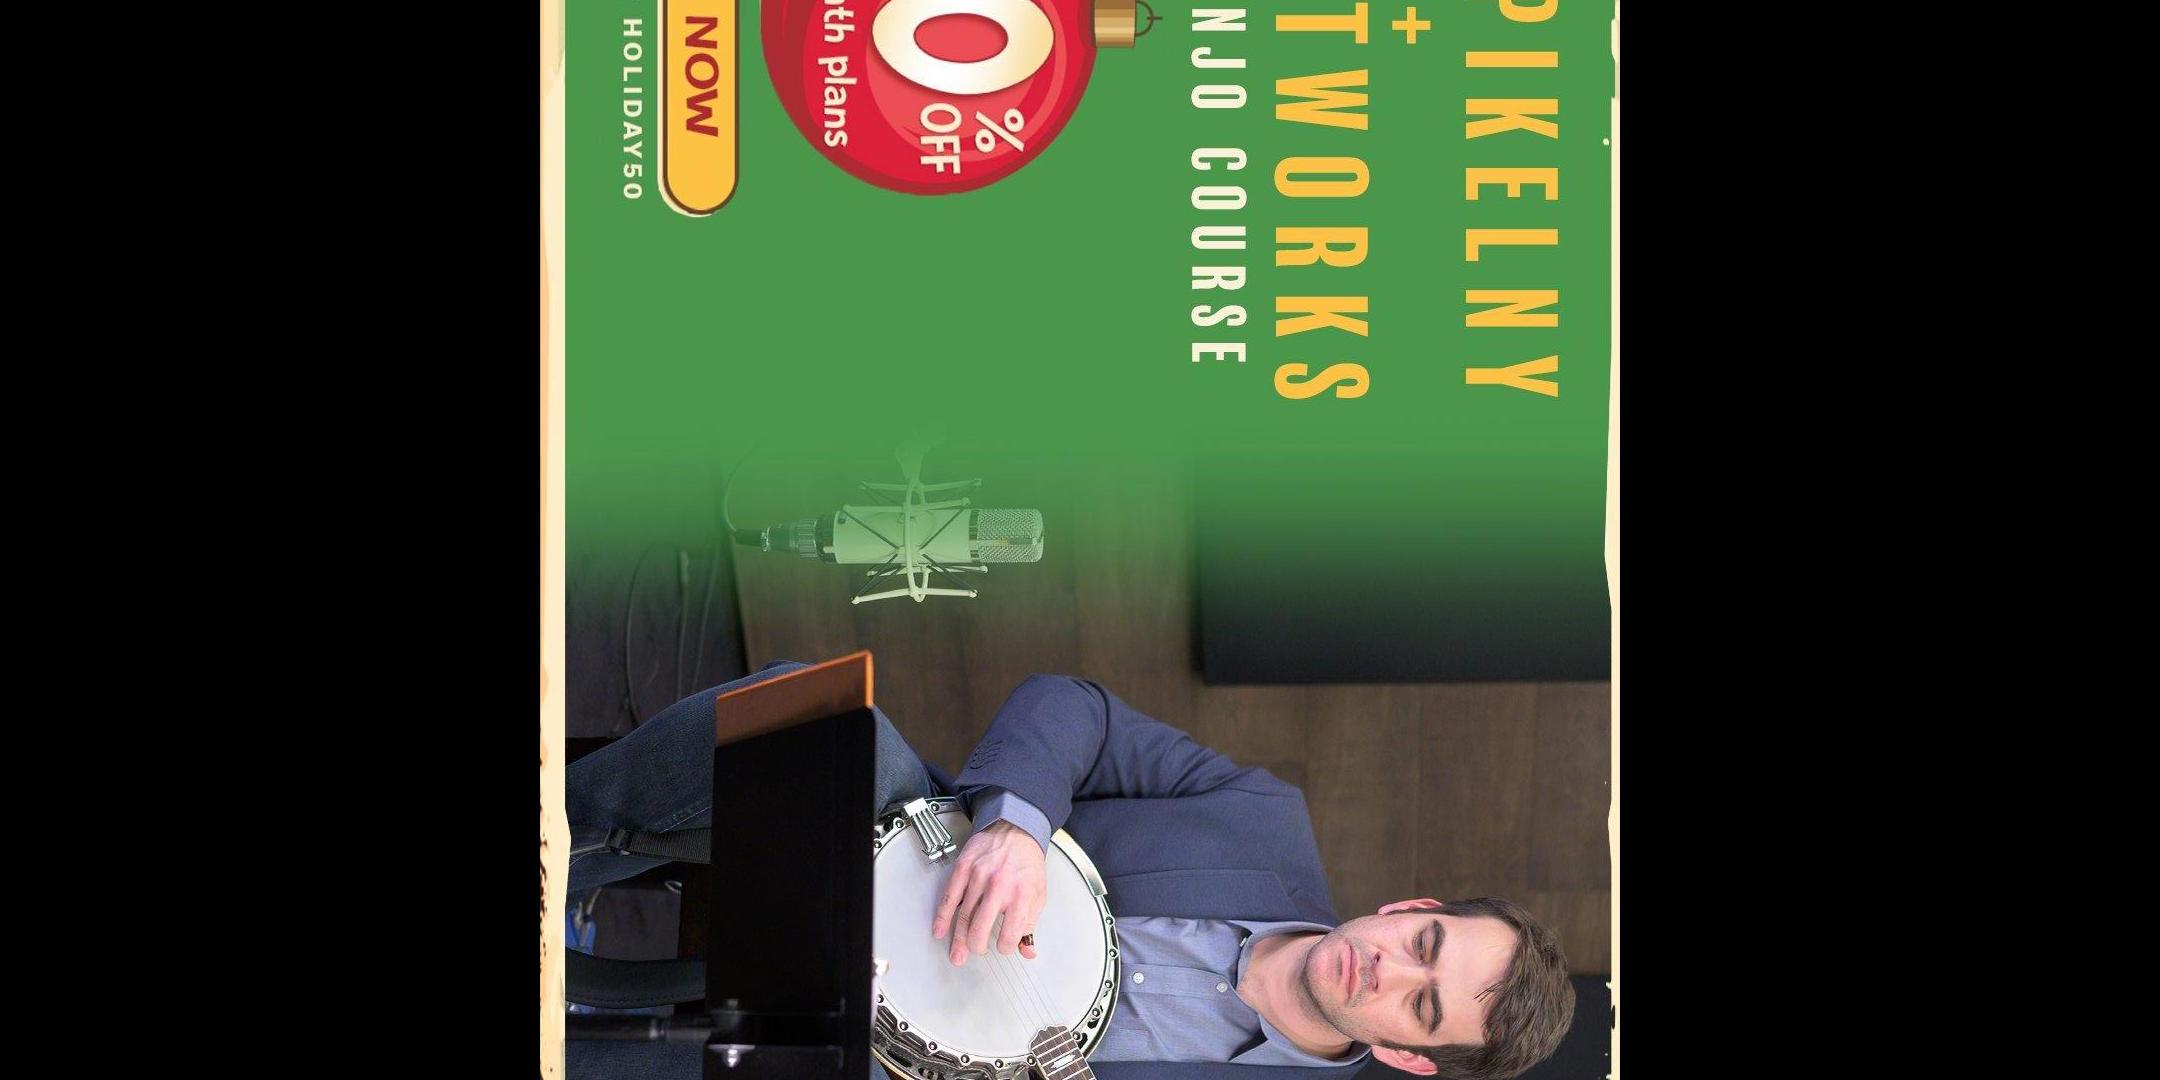 PIKELNY
+
TWORKS
NJO COURSE
0%
OFF
th plans
NOW
HOLIDAY50